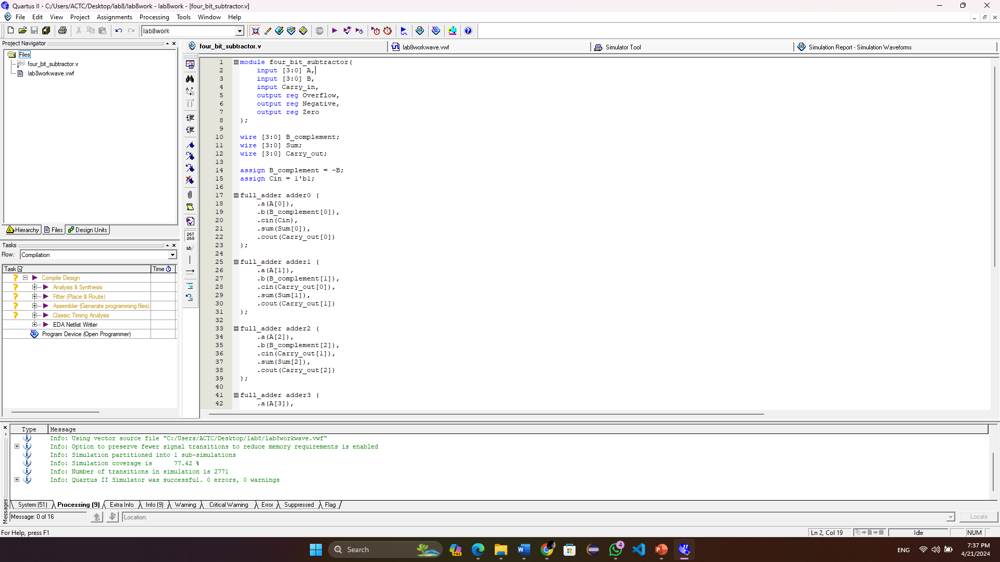 Quartus II - C:/Users/ACTC/Desktop/lab8/lab8work - lab8work - [four_bit_subtractor.v]
File Edit View Project Assignments Processing Tools Window Help
lab8work
Project Navigator
Files
four_bit_subtractor.v
lab8workwave.vwf
Hierarchy Files Design Units
Tasks
Flow: Compilation
Task Time
Compile Design
Analysis & Synthesis
Fitter (Place & Route)
Assembler (Generate programming files)
Classic Timing Analysis
EDA Netlist Writer
Program Device (Open Programmer)
four_bit_subtractor.v lab8workwave.vwf Simulator Tool Simulation Report - Simulation Waveforms
267
268
ab/
1 module four_bit_subtractor(
2 input [3:0] A,
3 input [3:0] B,
4 input Carry_in,
5 output reg Overflow,
6 output reg Negative,
7 output reg Zero
8 );
9
10 wire [3:0] B_complement;
11 wire [3:0] Sum;
12 wire [3:0] Carry_out;
13
14 assign B_complement = ~B;
15 assign Cin = 1'b1;
16
17 full_adder adder0 (
18 .a(A[0]),
19 .b(B_complement[0]),
20 .cin(Cin),
21 .sum(Sum[0]),
22 .cout(Carry_out[0])
23 );
24
25 full_adder adder1 (
26 .a(A[1]),
27 .b(B_complement[1]),
28 .cin(Carry_out[0]),
29 .sum(Sum[1]),
30 .cout(Carry_out[1])
31 );
32
33 full_adder adder2 (
34 .a(A[2]),
35 .b(B_complement[2]),
36 .cin(Carry_out[1]),
37 .sum(Sum[2]),
38 .cout(Carry_out[2])
39 );
40
41 full_adder adder3 (
42 .a(A[3]),
Type Message
Info: Using vector source file "C:/Users/ACTC/Desktop/lab8/lab8workwave.vwf"
Info: Option to preserve fewer signal transitions to reduce memory requirements is enabled
Info: Simulation partitioned into 1 sub-simulations
Info: Simulation coverage is 77.42 %
Info: Number of transitions in simulation is 2771
Info: Quartus II Simulator was successful. 0 errors, 0 warnings
System (51) Processing (9) Extra Info Info (9) Warning Critical Warning Error Suppressed Flag
Messages
Message: 0 of 16 Location: Locate
For Help, press F1 Ln 2, Col 19 Idle NUM
Search PRE 4 ENG 7:37 PM
4/21/2024